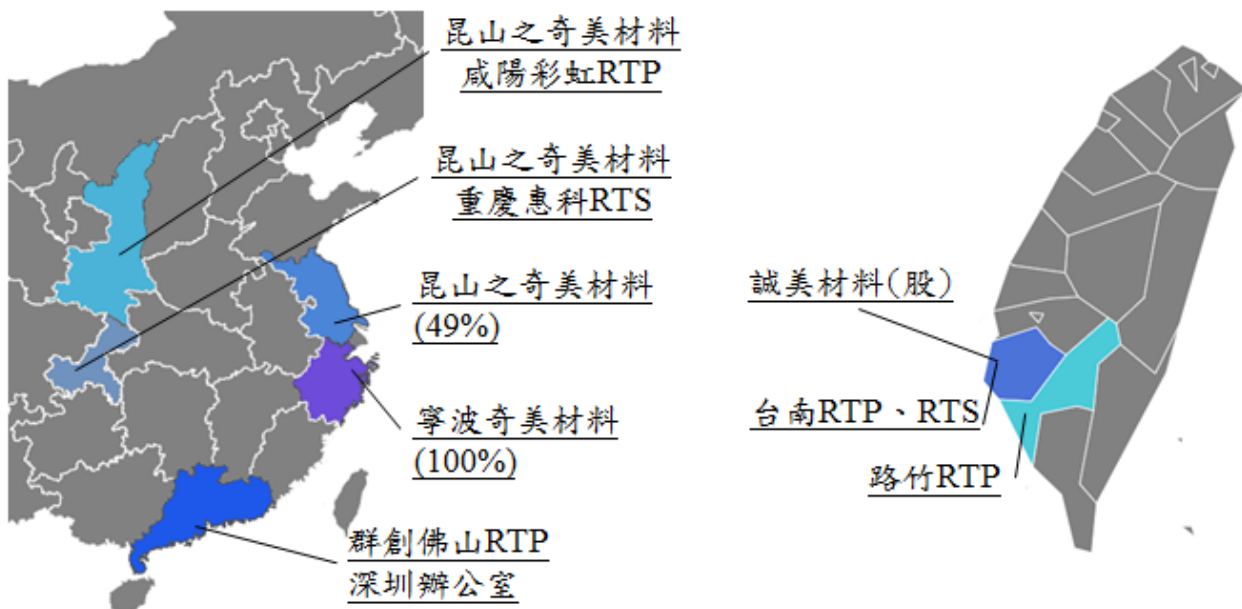 昆山之奇美材料
咸陽彩虹RTP
昆山之奇美材料
重慶惠科RTS
昆山之奇美材料
(49%)
寧波奇美材料
(100%)
群創佛山RTP
深圳辦公室
誠美材料(股)
台南RTP、RTS
路竹RTP